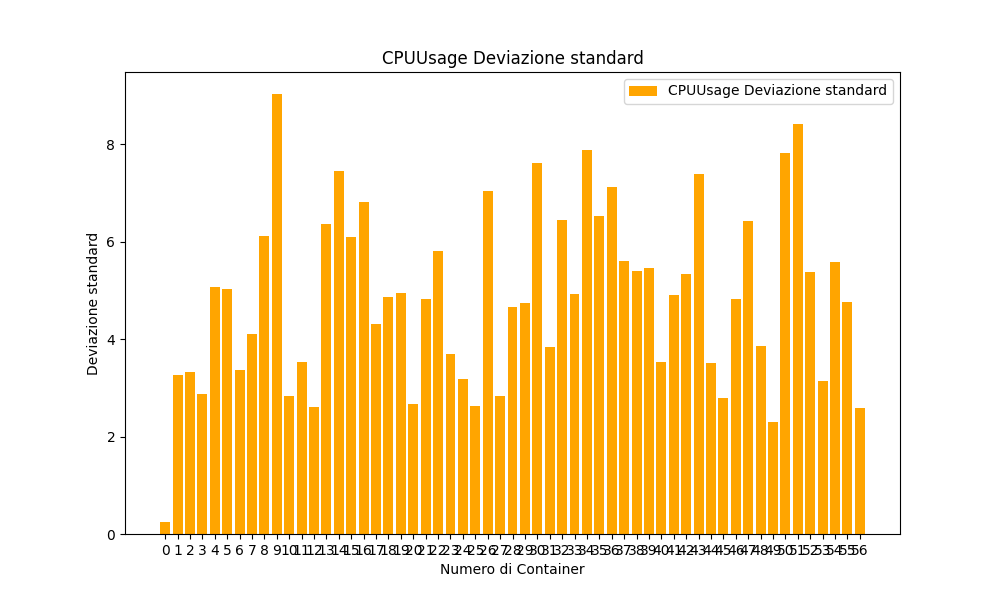 CPUUsage Deviazione standard
CPUUsage Deviazione standard
8
6
4
2
0
Deviazione standard
0 1 2 3 4 5 6 7 8 9 10 11 12 13 14 15 16 17 18 19 20 21 22 23 24 25 26 27 28 29 30 31 32 33 34 35 36 37 38 39 40 41 42 43 44 45 46 47 48 49 50 51 52 53 54 55 56
Numero di Container